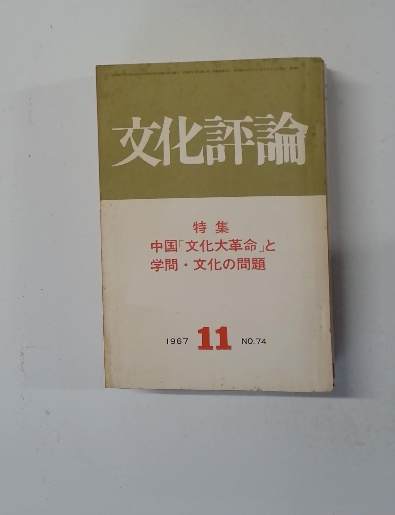 文化評論
特集
中国「文化大革命」と
学問・文化の問題
1967 11 NO.74